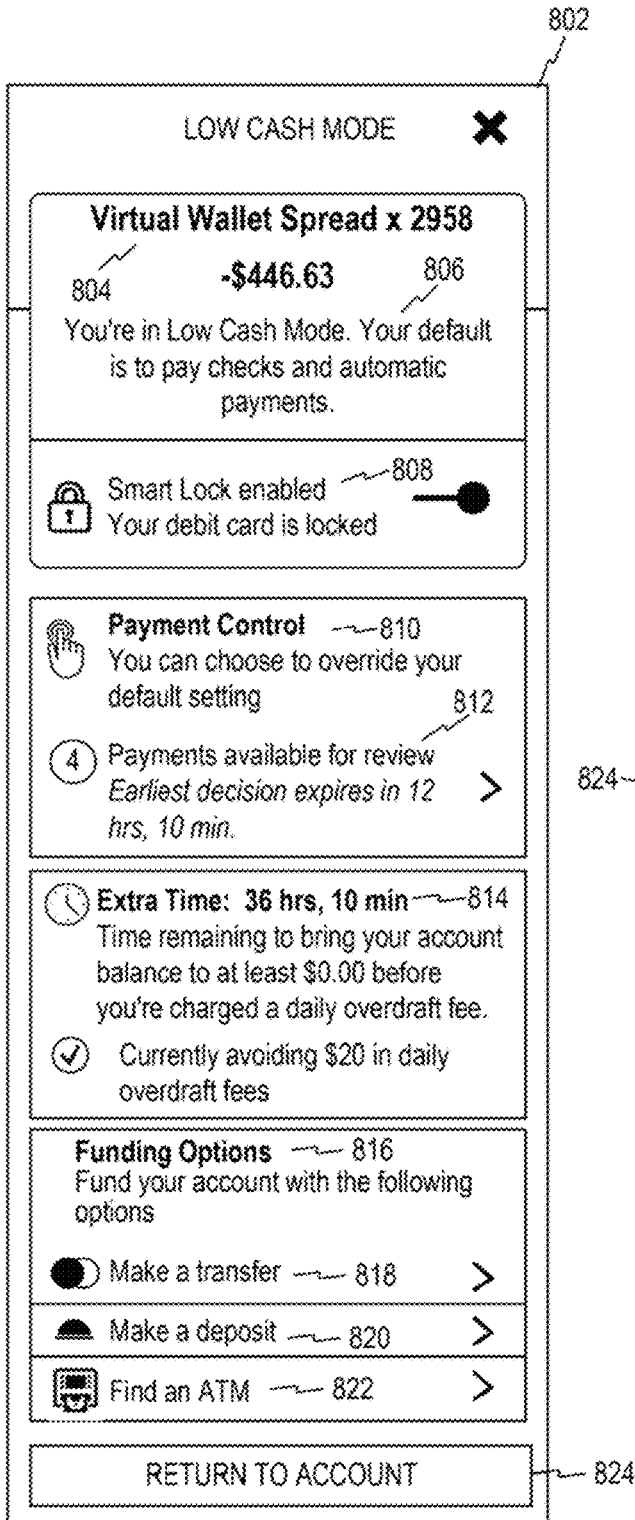 802
LOW CASH MODE
Virtual Wallet Spread x 2958
804
-$446.63
806
You're in Low Cash Mode. Your default
is to pay checks and automatic
payments.
Smart Lock enabled 808
Your debit card is locked
Payment Control 810
You can choose to override your
default setting
812
4 Payments available for review
Earliest decision expires in 12
hrs, 10 min.
824
Extra Time: 36 hrs, 10 min 814
Time remaining to bring your account
balance to at least $0.00 before
you're charged a daily overdraft fee.
Currently avoiding $20 in daily
overdraft fees
Funding Options 816
Fund your account with the following
options
Make a transfer 818
Make a deposit 820
Find an ATM 822
RETURN TO ACCOUNT 824